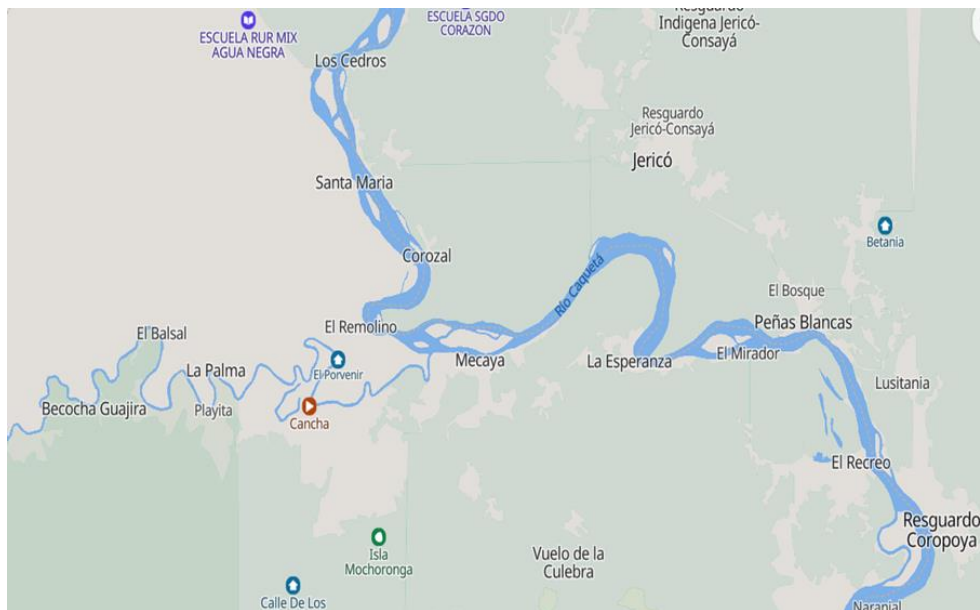 ESCUELA RUR MIX
AGUA NEGRA
ESCUELA SGDO
CORAZON
Resguardo
Indigena Jericó-
Consayá
Los Cedros
Resguardo
Jericó-Consayá
Jericó
Santa Maria
Betania
Corozal
Río Caquetá
El Bosque
El Remolino
Peñas Blancas
El Balsal
Mecaya
La Esperanza
El Mirador
La Palma
El Porvenir
Lusitania
Becocha Guajira
Playita
Cancha
El Recreo
Resguardo
Coropoya
Isla
Mochoronga
Vuelo de la
Culebra
Calle De Los
Naranjal